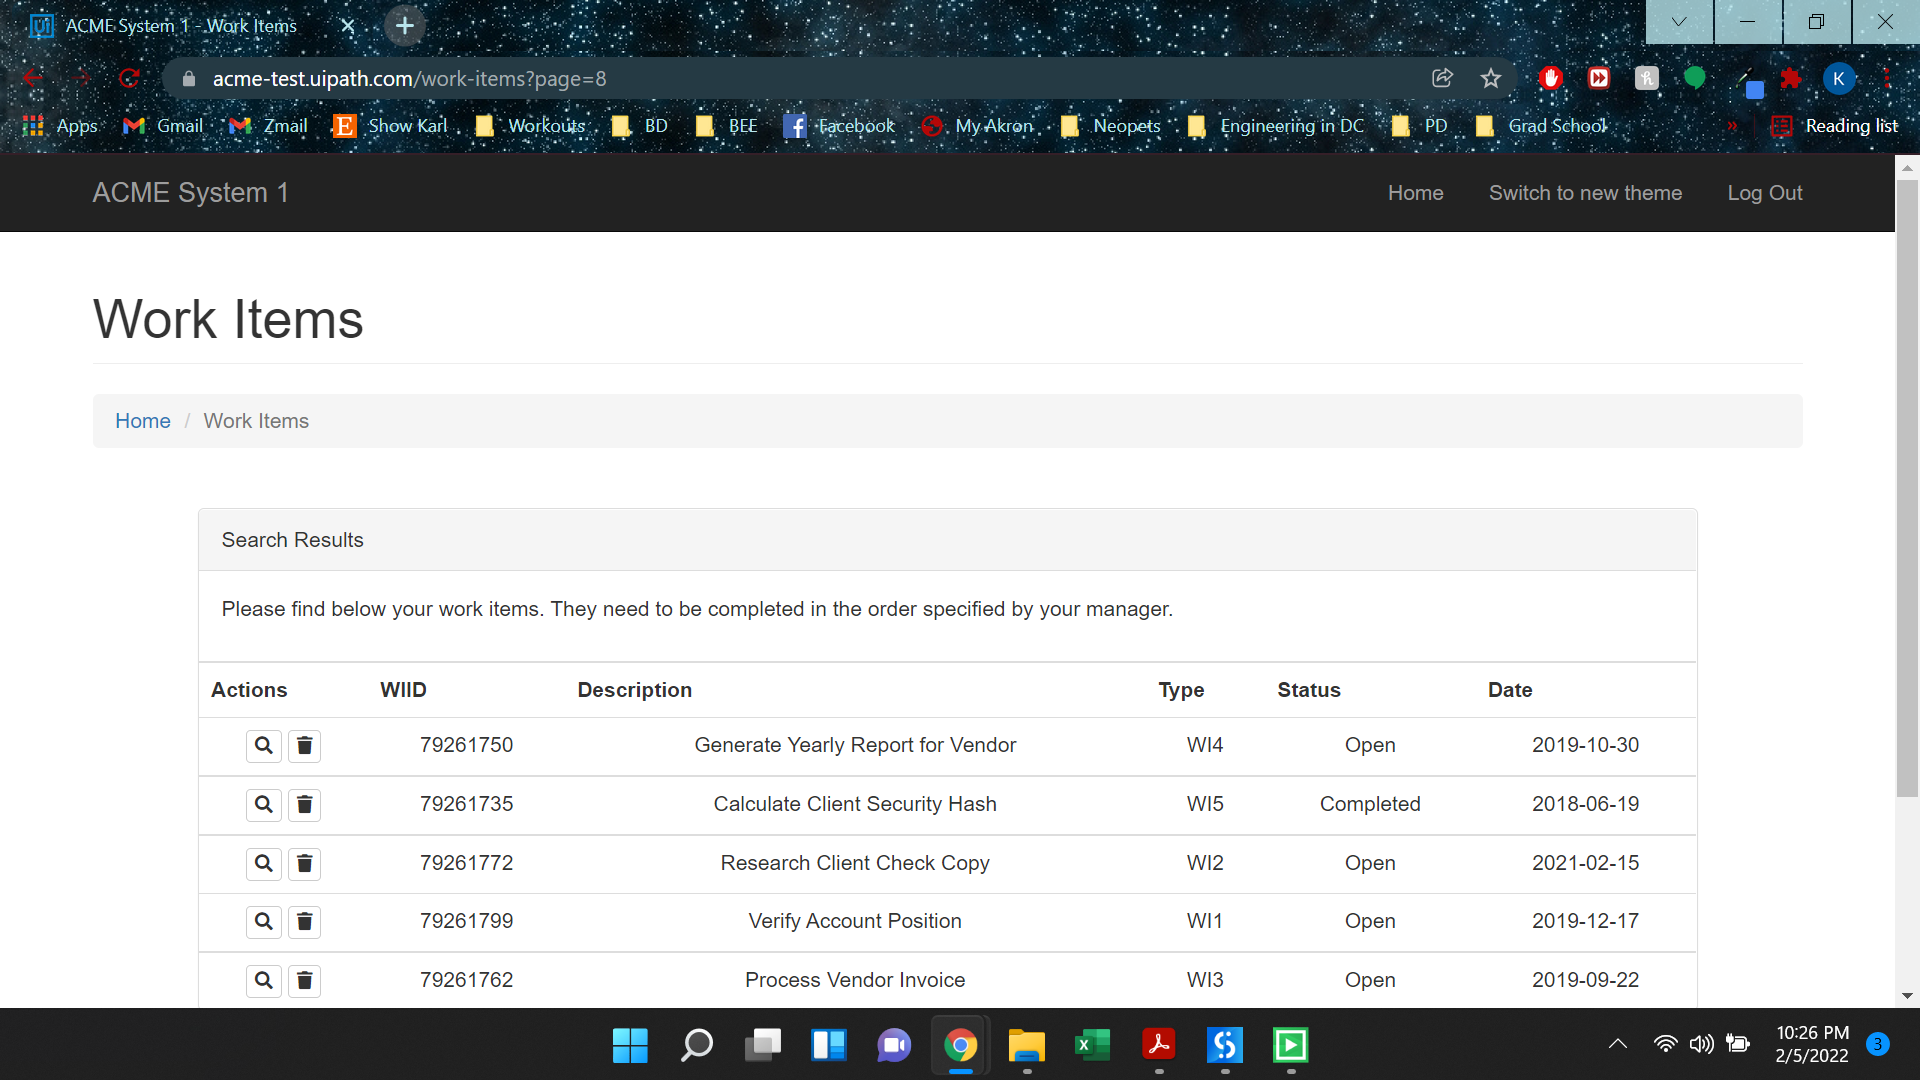 ACME System 1 - Work Items
acme-test.uipath.com/work-items?page=8
K
Apps Gmail Zmail Show Karl Workouts BD BEE Facebook My Akron Neopets Engineering in DC PD Grad School » Reading list
ACME System 1 Home Switch to new theme Log Out
Work Items
Home / Work Items
Search Results
Please find below your work items. They need to be completed in the order specified by your manager.
Actions WIID Description Type Status Date
79261750 Generate Yearly Report for Vendor WI4 Open 2019-10-30
79261735 Calculate Client Security Hash WI5 Completed 2018-06-19
79261772 Research Client Check Copy WI2 Open 2021-02-15
79261799 Verify Account Position WI1 Open 2019-12-17
79261762 Process Vendor Invoice WI3 Open 2019-09-22
10:26 PM
2/5/2022
3